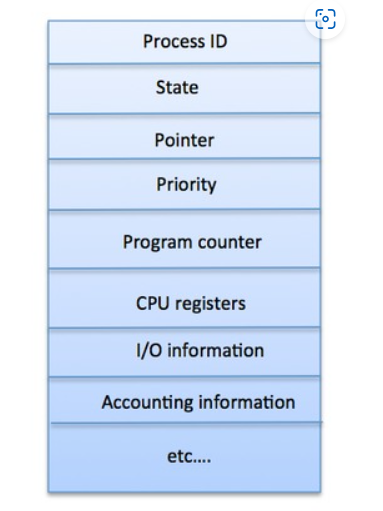 Process ID
State
Pointer
Priority
Program counter
CPU registers
I/O information
Accounting information
etc....